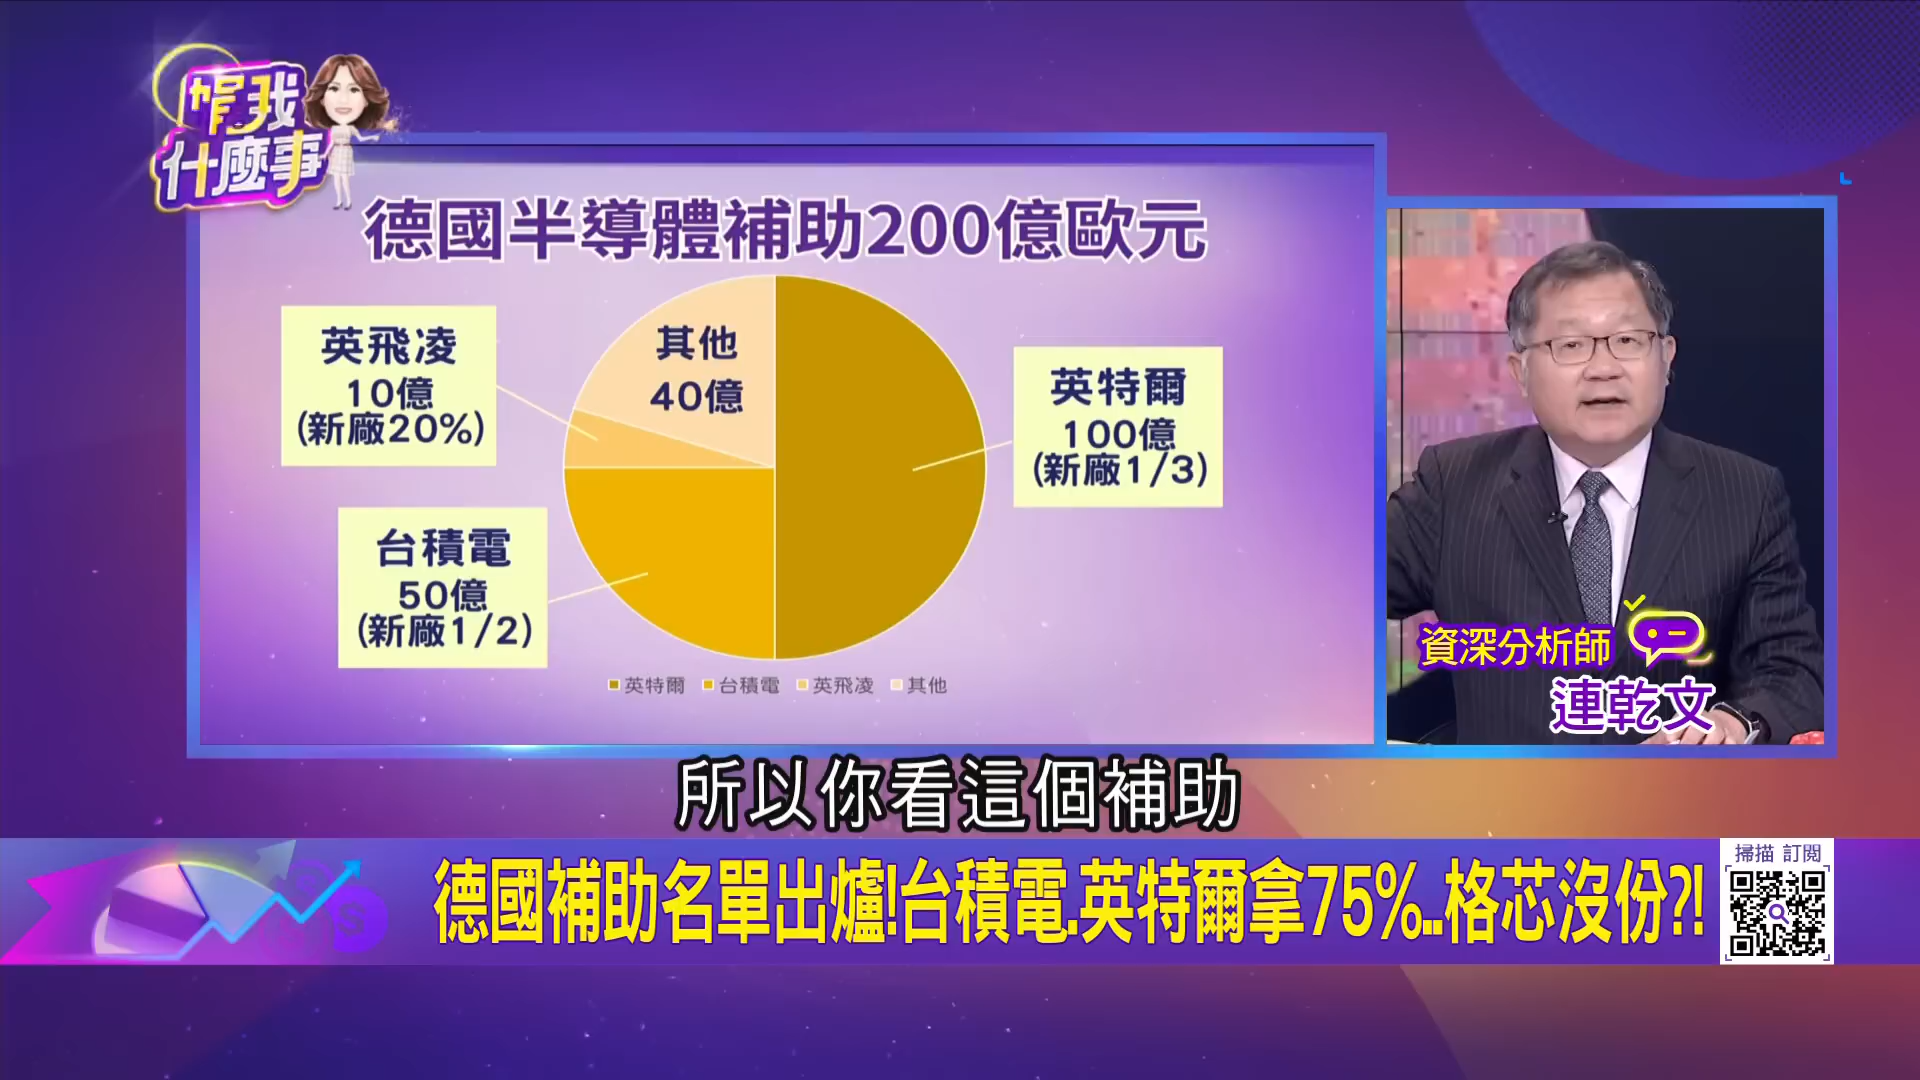 幄我
什麼事
德國半導體補助200億歐元
英飛凌
10億
(新廠20%)
其他
40億
英特爾
100億
(新廠1/3)
台積電
50億
(新廠1/2)
英特爾 台積電 英飛凌 其他
資深分析師
連乾文
所以你看這個補助
德國補助名單出爐!台積電.英特爾拿75%..格芯沒份?!
掃描 訂閱